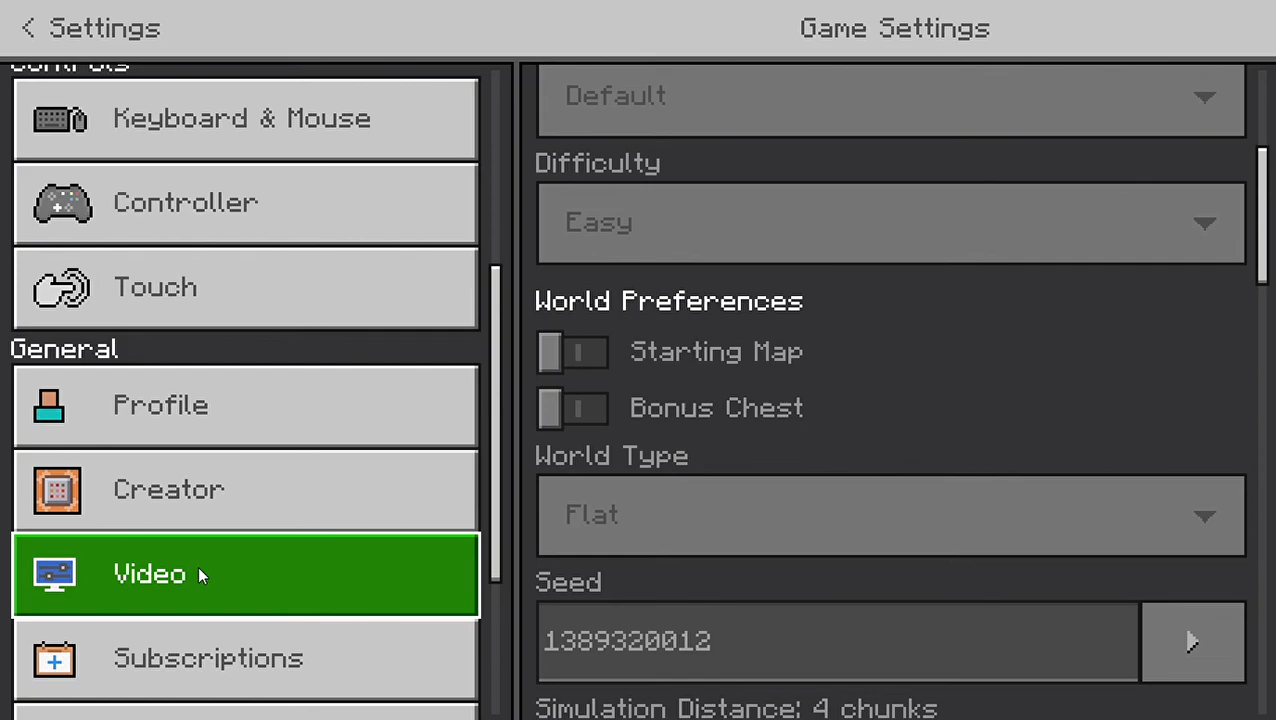 Settings
Game Settings
Controls
Keyboard & Mouse
Controller
Touch
General
Profile
Creator
Video
Subscriptions
Default
Difficulty
Easy
World Preferences
Starting Map
Bonus Chest
World Type
Flat
Seed
1389320012
Simulation Distance: 4 chunks